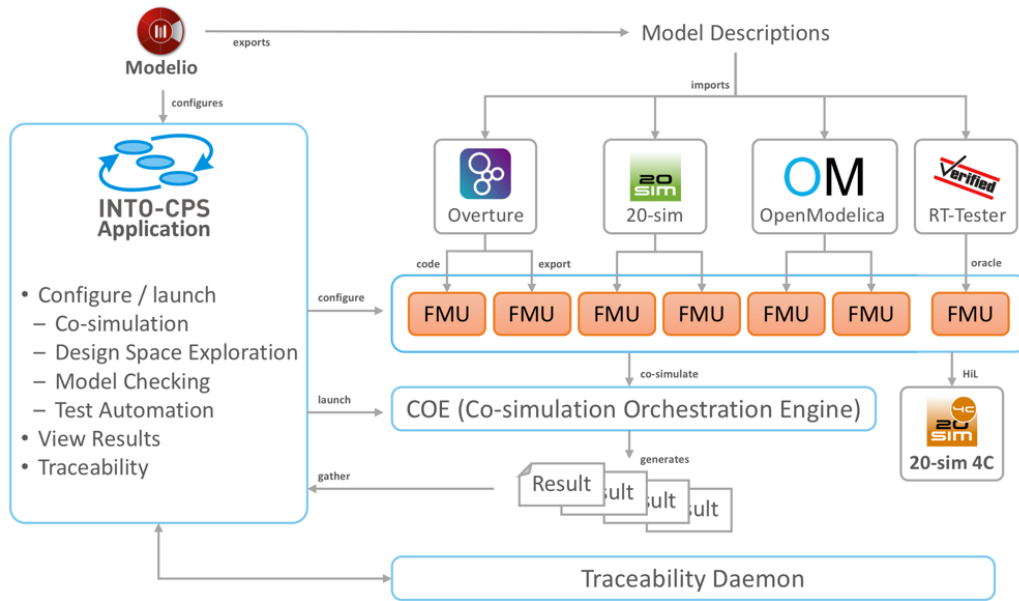 exports
Model Descriptions
Modelio
configures
imports
INTO-CPS
Application
• Configure / launch
– Co-simulation
– Design Space Exploration
– Model Checking
– Test Automation
• View Results
• Traceability
Overture
20
sim
20-sim
OM
OpenModelica
Verified
RT-Tester
code
export
oracle
configure
FMU
FMU
FMU
FMU
FMU
FMU
FMU
co-simulate
HiL
launch
COE (Co-simulation Orchestration Engine)
4C
20
sim
20-sim 4C
generates
gather
Result
sult
sult
sult
Traceability Daemon